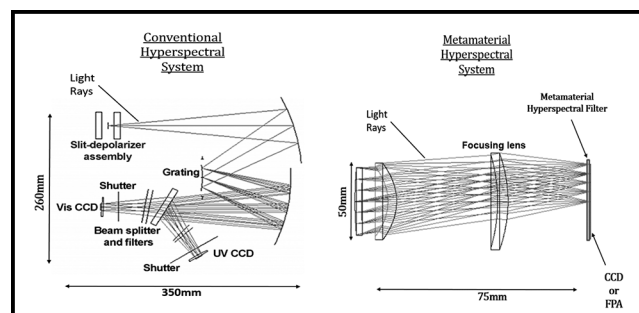 Conventional
Hyperspectral
System
Light
Rays
Slit-depolarizer
assembly
260mm
Grating
Shutter
Vis CCD
Beam splitter
and filters
UV CCD
Shutter
350mm
Metamaterial
Hyperspectral
System
Metamaterial
Hyperspectral Filter
Light
Rays
Focusing lens
50mm
75mm
CCD
or
FPA